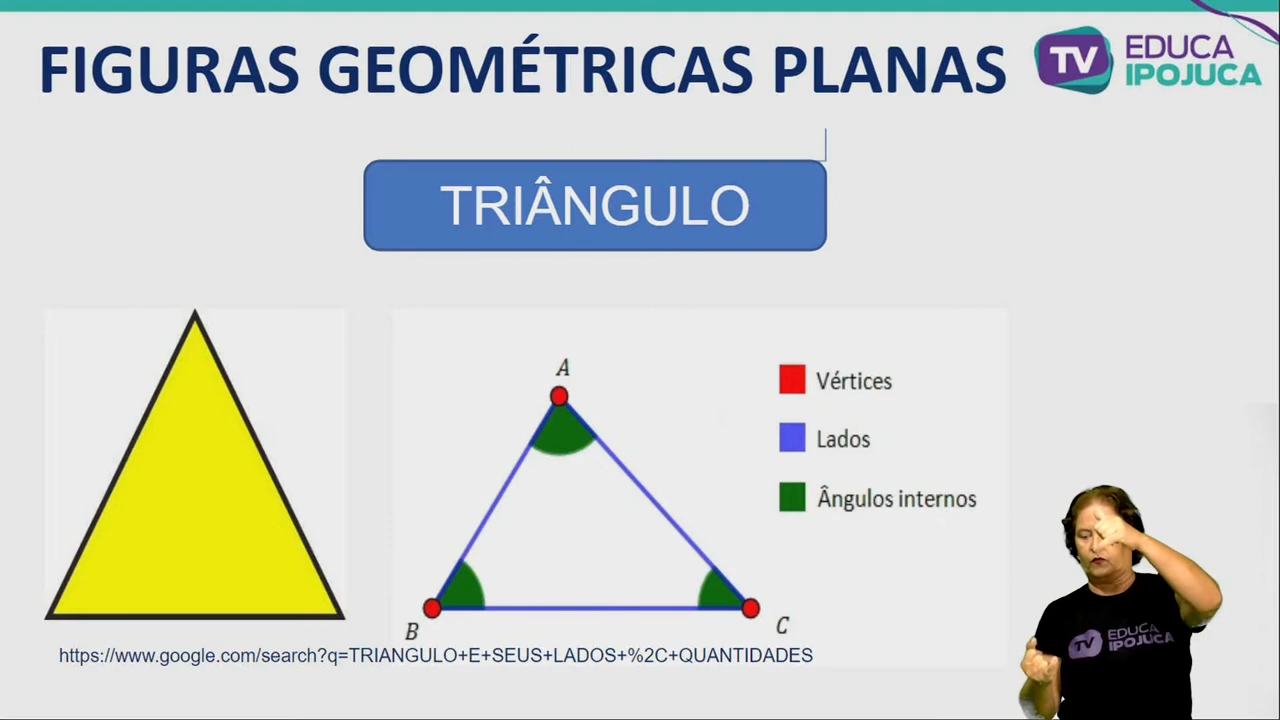 FIGURAS GEOMÉTRICAS PLANAS
TV EDUCA
IPOJUCA
TRIÂNGULO
A
Vértices
Lados
Ângulos internos
B
C
https://www.google.com/search?q=TRIANGULO+E+SEUS+LADOS+%2C+QUANTIDADES
TV EDUCA
IPOJUCA